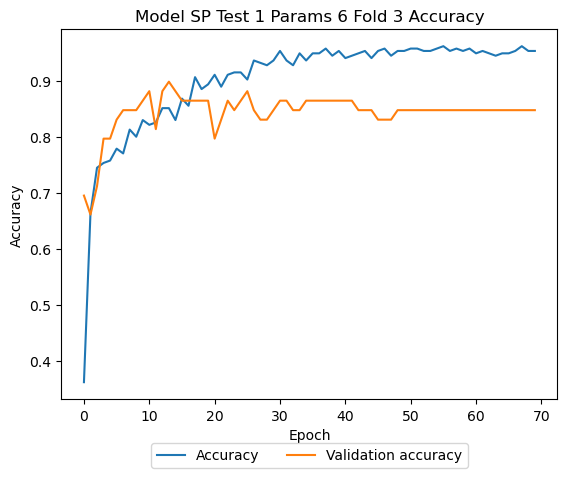 Model SP Test 1 Params 6 Fold 3 Accuracy
Accuracy
0.9
0.8
0.7
0.6
0.5
0.4
0 10 20 30 40 50 60 70
Epoch
Accuracy Validation accuracy